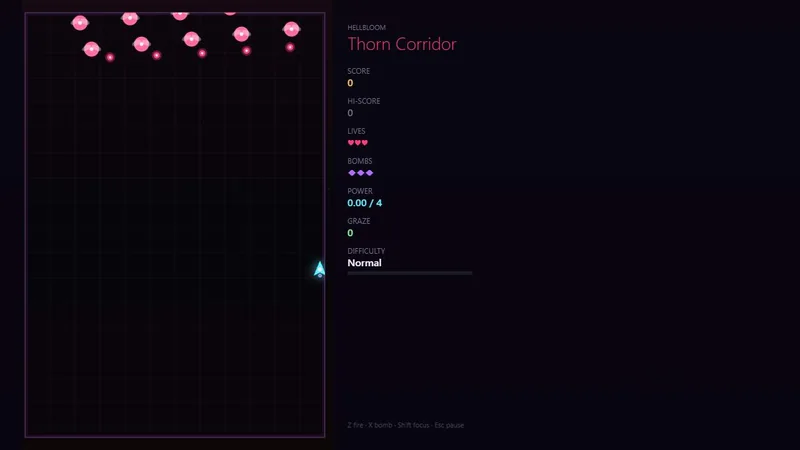 HELLBLOOM
Thorn Corridor
SCORE
0
HI-SCORE
0
LIVES
BOMBS
POWER
0.00 / 4
GRAZE
0
DIFFICULTY
Normal
Z fire · X bomb · Shift focus · Esc pause